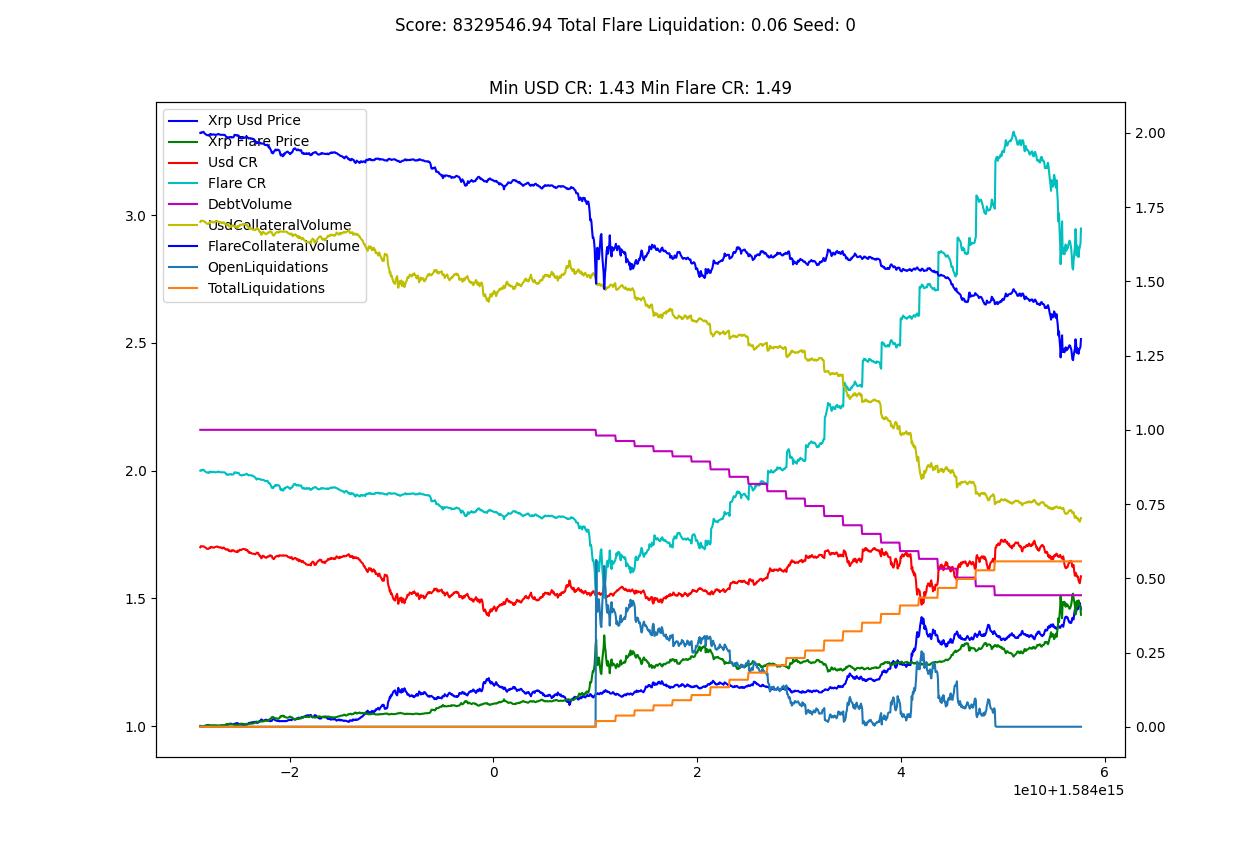 Score: 8329546.94 Total Flare Liquidation: 0.06 Seed: 0
Min USD CR: 1.43 Min Flare CR: 1.49
Xrp Usd Price
Xrp Flare Price
Usd CR
Flare CR
DebtVolume
UsdCollateralVolume
FlareCollateralVolume
OpenLiquidations
TotalLiquidations
3.0
2.5
2.0
1.5
1.0
2.00
1.75
1.50
1.25
1.00
0.75
0.50
0.25
0.00
−2 0 2 4 6
1e10+1.584e15